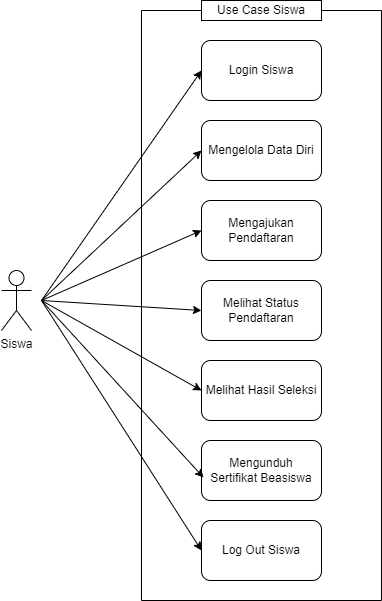 Use Case Siswa
Login Siswa
Mengelola Data Diri
Mengajukan
Pendaftaran
Siswa
Melihat Status
Pendaftaran
Melihat Hasil Seleksi
Mengunduh
Sertifikat Beasiswa
Log Out Siswa